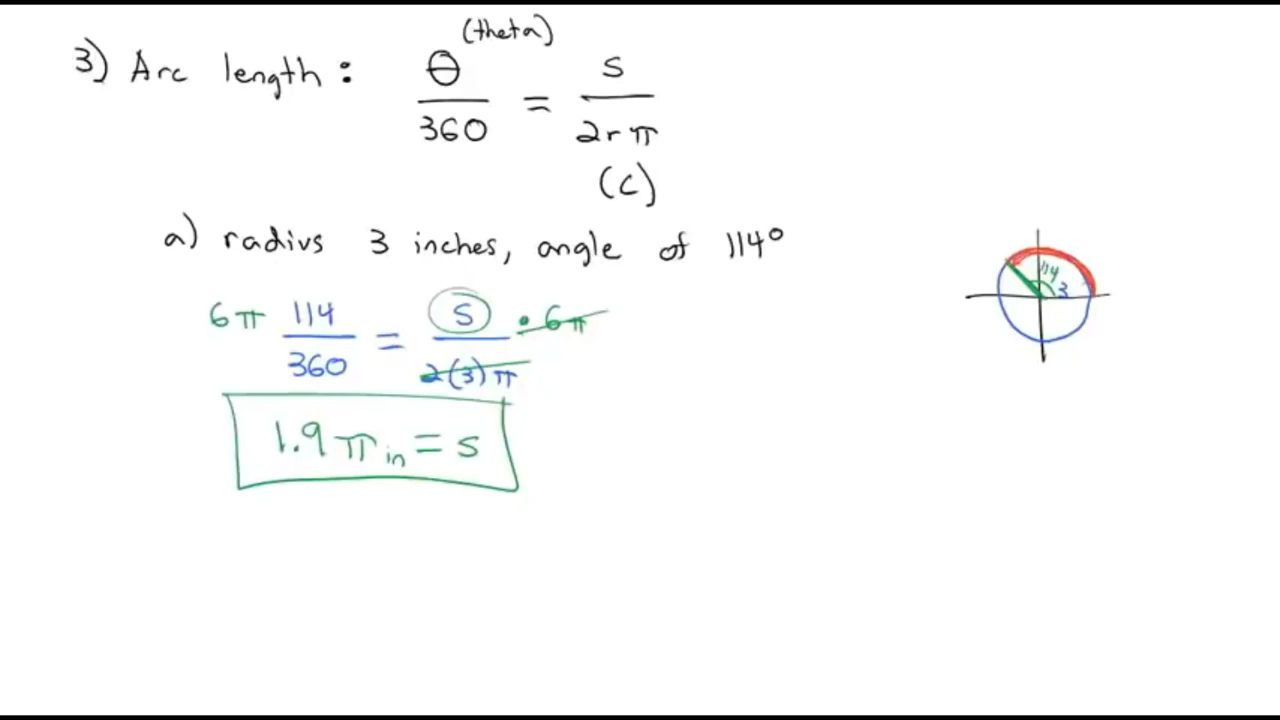 (theta)
3) Arc length: θ/360 = s/2rπ
(C)
a) radius 3 inches, angle of 114°
6π 114/360 = s/2(3)π · 6π
1.9π in = s
114
3